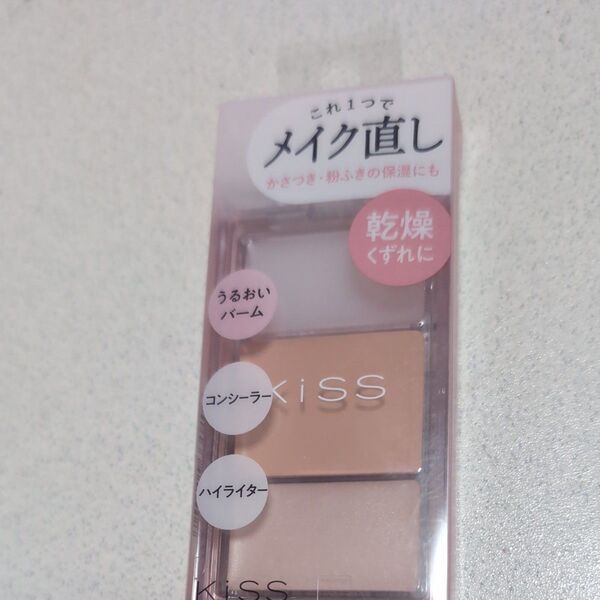 これ1つで
メイク直し
かさつき・粉ふきの保湿にも
乾燥
くずれに
うるおい
バーム
KiSS
コンシーラー
ハイライター
KiSS